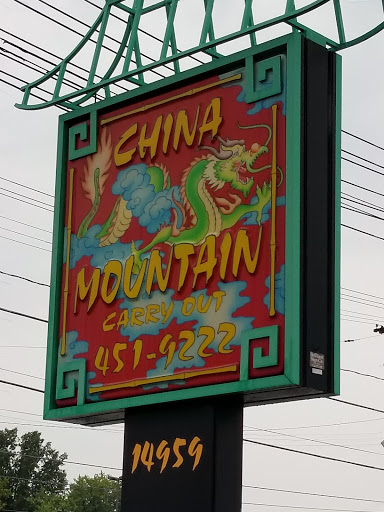 CHINA
MOUNTAIN
CARRY OUT
451-9222
14959